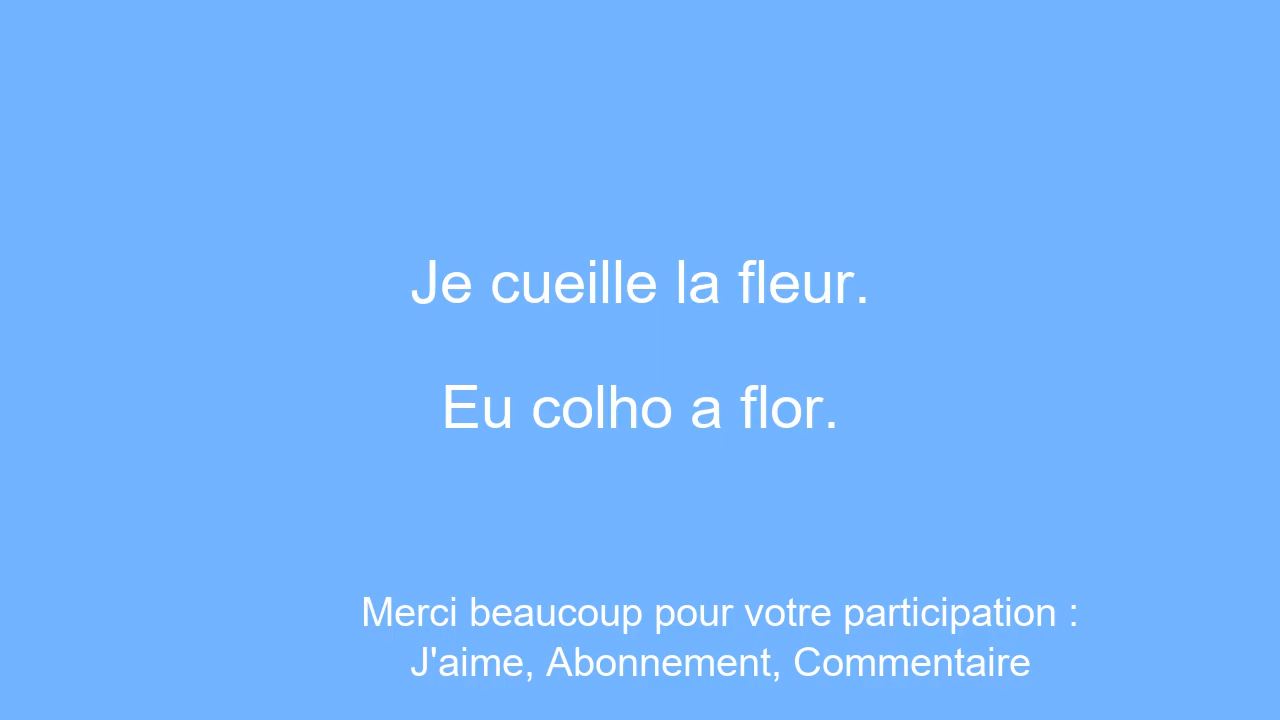 Je cueille la fleur.
Eu colho a flor.
Merci beaucoup pour votre participation :
J'aime, Abonnement, Commentaire